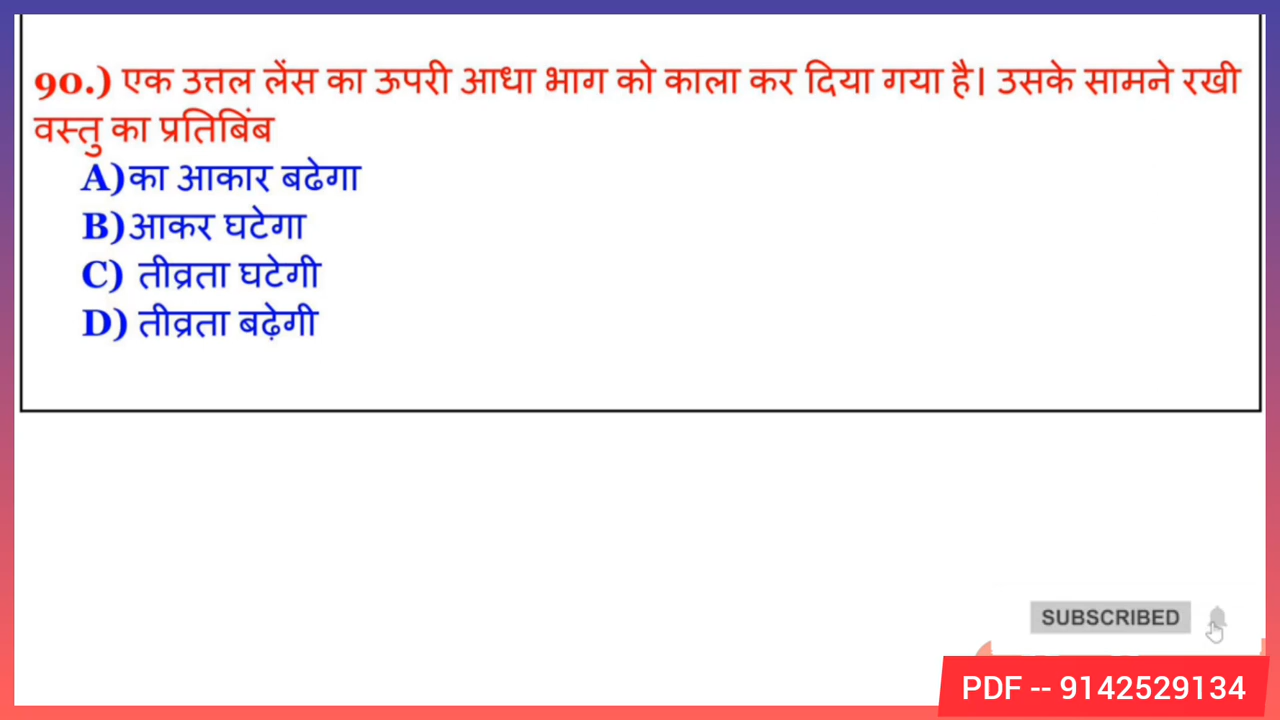 90.) एक उत्तल लेंस का ऊपरी आधा भाग को काला कर दिया गया है। उसके सामने रखी
वस्तु का प्रतिबिंब
A)का आकार बढेगा
B)आकर घटेगा
C) तीव्रता घटेगी
D) तीव्रता बढ़ेगी
SUBSCRIBED
PDF -- 9142529134